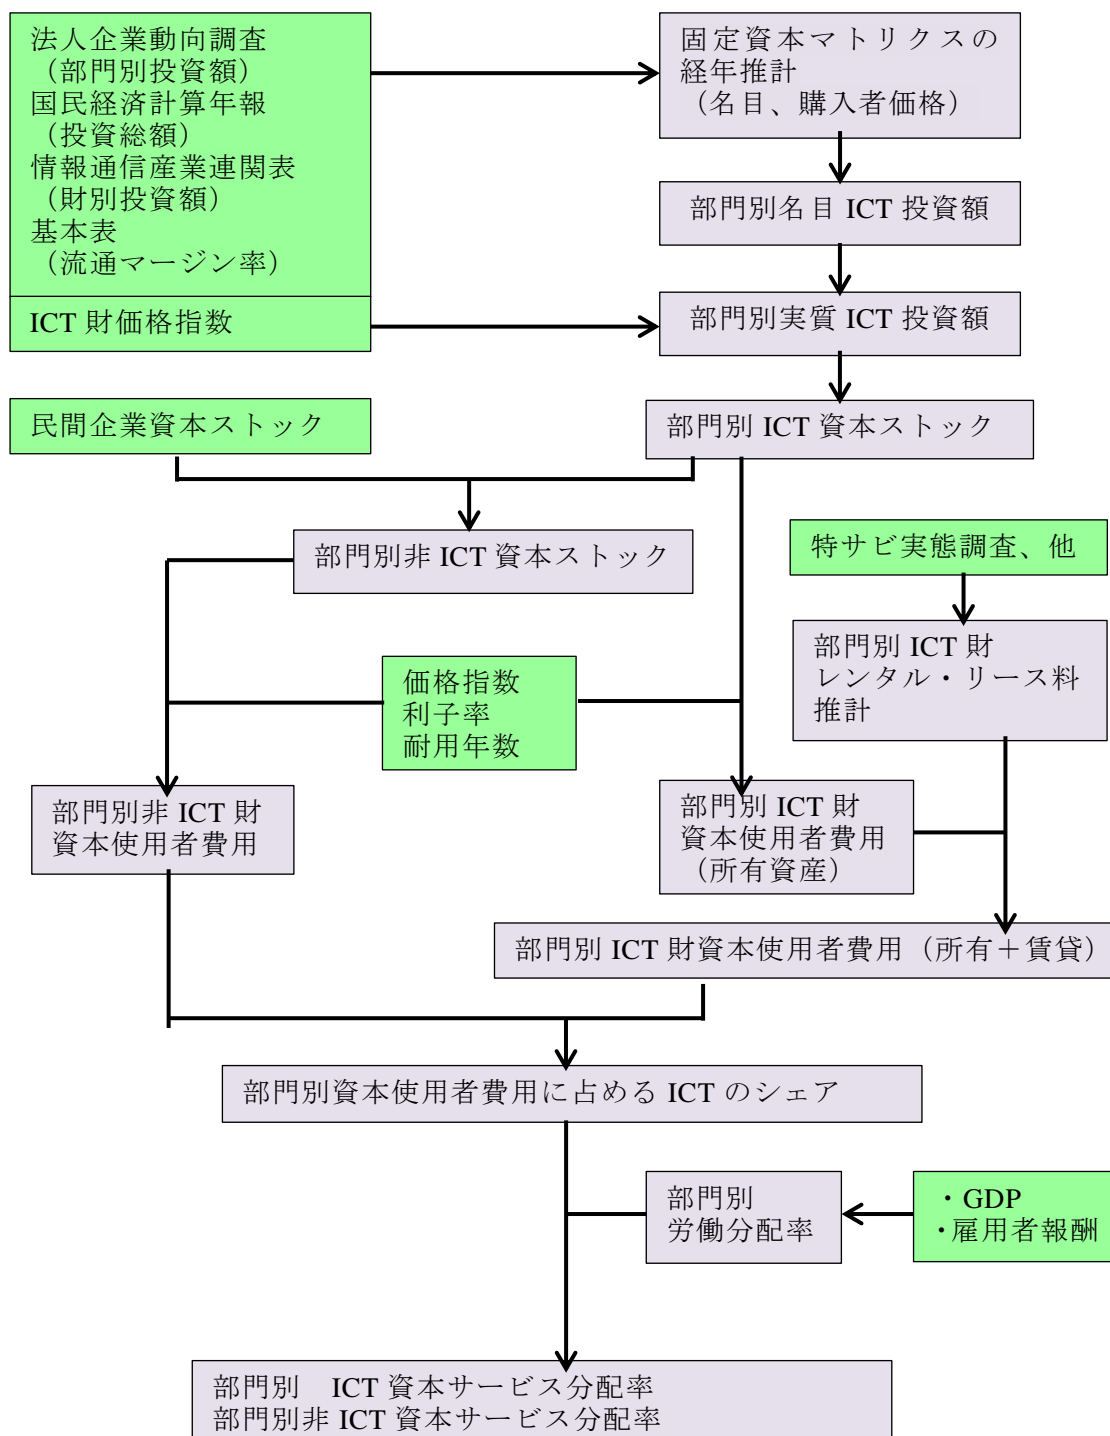 法人企業動向調査
（部門別投資額）
国民経済計算年報
（投資総額）
情報通信産業連関表
（財別投資額）
基本表
（流通マージン率）
ICT 財価格指数
固定資本マトリクスの
経年推計
（名目、購入者価格）
部門別名目 ICT 投資額
部門別実質 ICT 投資額
民間企業資本ストック
部門別 ICT 資本ストック
部門別非 ICT 資本ストック
特サビ実態調査、他
部門別 ICT 財
レンタル・リース料
推計
価格指数
利子率
耐用年数
部門別非 ICT 財
資本使用者費用
部門別 ICT 財
資本使用者費用
（所有資産）
部門別 ICT 財資本使用者費用（所有＋賃貸）
部門別資本使用者費用に占める ICT のシェア
部門別
労働分配率
・GDP
・雇用者報酬
部門別　ICT 資本サービス分配率
部門別非 ICT 資本サービス分配率